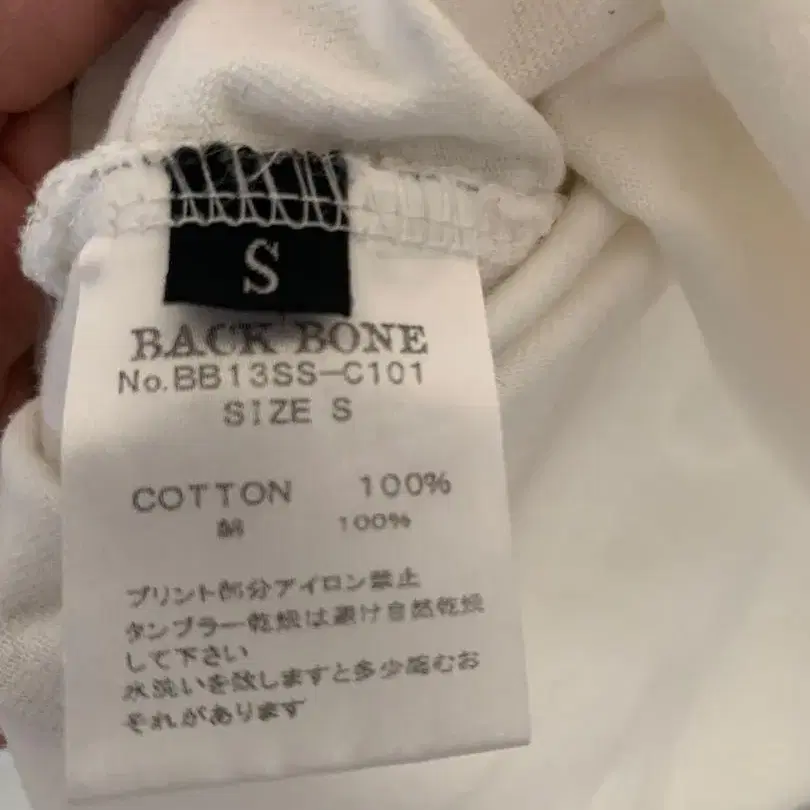 S
BACK BONE
No.BB13SS-C101
SIZE S
COTTON 100%
綿 100%
プリント部分アイロン禁止
タンブラー乾燥は避け自然乾燥
して下さい
水洗いを致しますと多少縮むお
それがあります